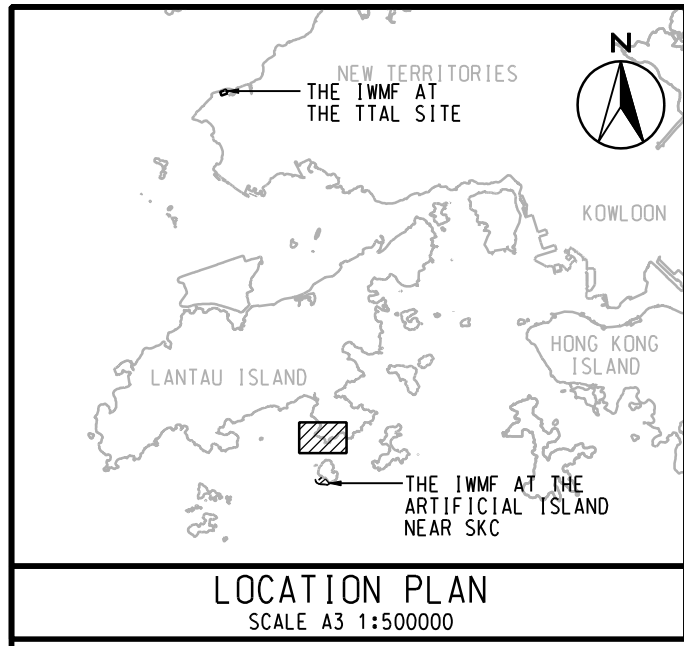 N
NEW TERRITORIES
THE IWMF AT
THE TTAL SITE
KOWLOON
HONG KONG
ISLAND
LANTAU ISLAND
THE IWMF AT THE
ARTIFICIAL ISLAND
NEAR SKC
LOCATION PLAN
SCALE A3 1:500000